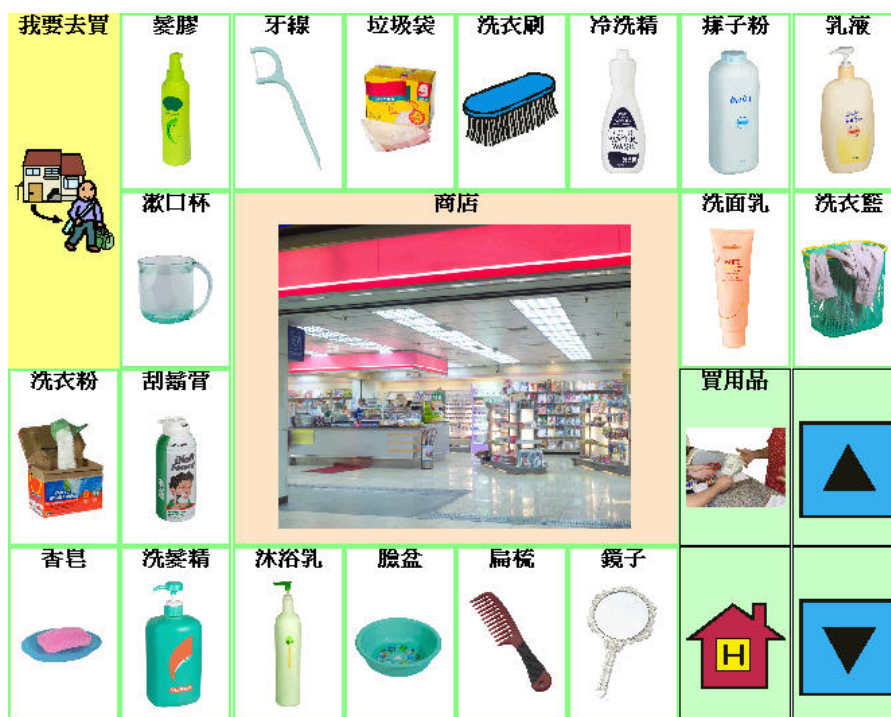 我要去買
髮膠
牙線
垃圾袋
洗衣刷
冷洗精
痱子粉
乳液
WATER
WASH
漱口杯
商店
洗面乳
洗衣籃
洗衣粉
刮鬍膏
買用品
香皂
洗髮精
沐浴乳
臉盆
扁梳
鏡子
H